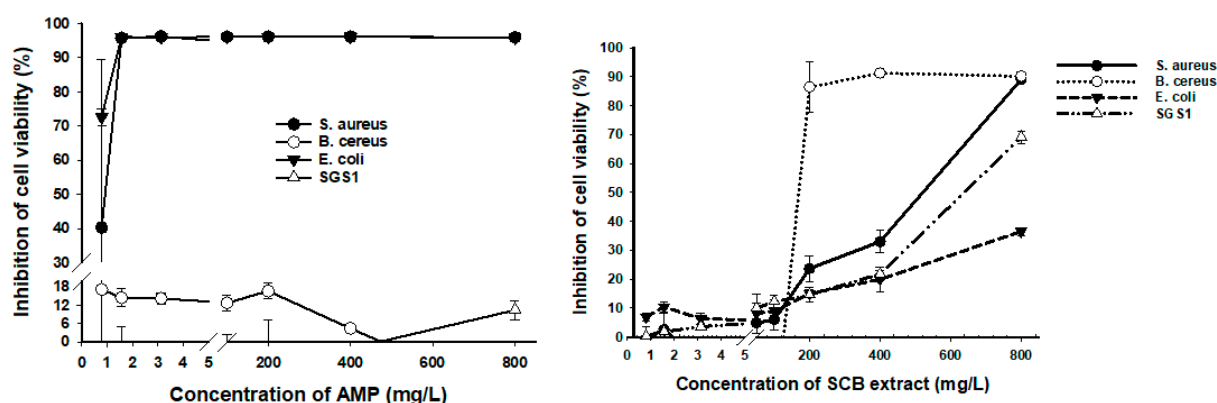 Inhibition of cell viability (%)
100
90
80
70
60
50
40
30
18
12
6
0
S. aureus
B. cereus
E. coli
SGS1
0 1 2 3 4 5 200 400 600 800
Concentration of AMP (mg/L)
Inhibition of cell viability (%)
100
90
80
70
60
50
40
30
20
10
0
S. aureus
B. cereus
E. coli
SGS1
0 1 2 3 4 5 200 400 600 800
Concentration of SCB extract (mg/L)